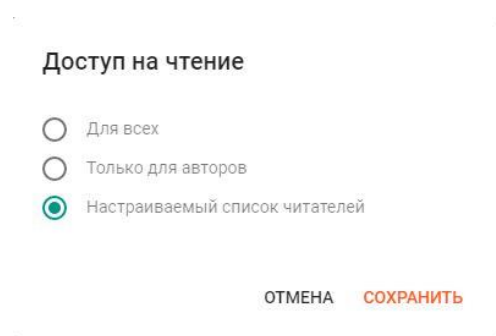 Доступ на чтение
Для всех
Только для авторов
Настраиваемый список читателей
ОТМЕНА СОХРАНИТЬ